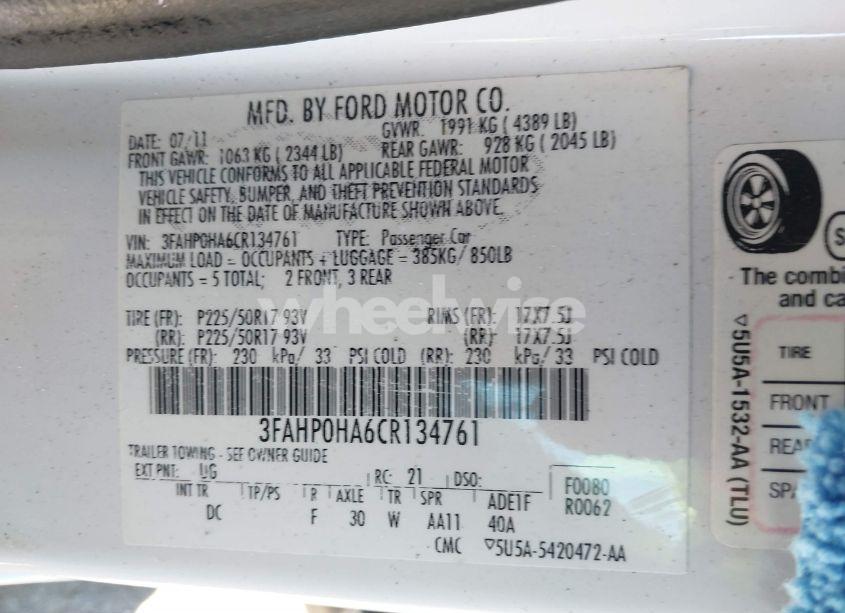 MFD. BY FORD MOTOR CO.
DATE: 07/11 GVWR: 1991 KG ( 4389 LB)
FRONT GAWR: 1063 KG ( 2344 LB) REAR GAWR: 928 KG ( 2045 LB)
THIS VEHICLE CONFORMS TO ALL APPLICABLE FEDERAL MOTOR
VEHICLE SAFETY, BUMPER, AND THEFT PREVENTION STANDARDS
IN EFFECT ON THE DATE OF MANUFACTURE SHOWN ABOVE.
VIN: 3FAHP0HA6CR134761 TYPE: Passenger Car
MAXIMUM LOAD = OCCUPANTS + LUGGAGE = 385KG/ 850LB
OCCUPANTS = 5 TOTAL; 2 FRONT, 3 REAR
wheelwire
TIRE (FR): P225/50R17 93V RIMS (FR): 17X7.5J
(RR): P225/50R17 93V (RR): 17X7.5J
PRESSURE (FR): 230 kPa/ 33 PSI COLD (RR): 230 kPa/ 33 PSI COLD
3FAHP0HA6CR134761
TRAILER TOWING - SEE OWNER GUIDE
EXT PNT: UG RC: 21 DSO: F0080
INT TR TP/PS R AXLE TR SPR ADE1F R0062
DC F 30 W AA11 40A
CMC ▽5U5A-5420472-AA
The combi
and ca
▽5U5A-1532-AA (TLU)
TIRE
FRONT
REA
SPA